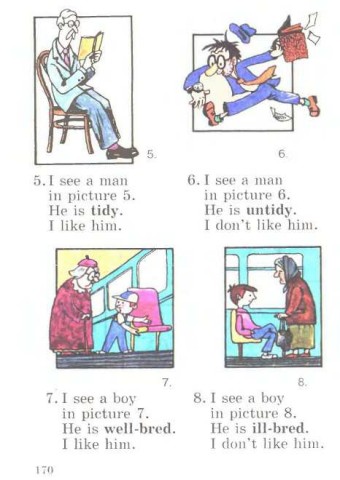 5.
6.
5. I see a man
in picture 5.
He is tidy.
I like him.
6. I see a man
in picture 6.
He is untidy.
I don't like him.
7.
8.
7. I see a boy
in picture 7.
He is well-bred.
I like him.
8. I see a boy
in picture 8.
He is ill-bred.
I don't like him.
170